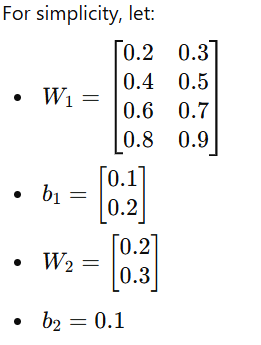 For simplicity, let:
• W₁ = [0.2 0.3
0.4 0.5
0.6 0.7
0.8 0.9]
• b₁ = [0.1
0.2]
• W₂ = [0.2
0.3]
• b₂ = 0.1